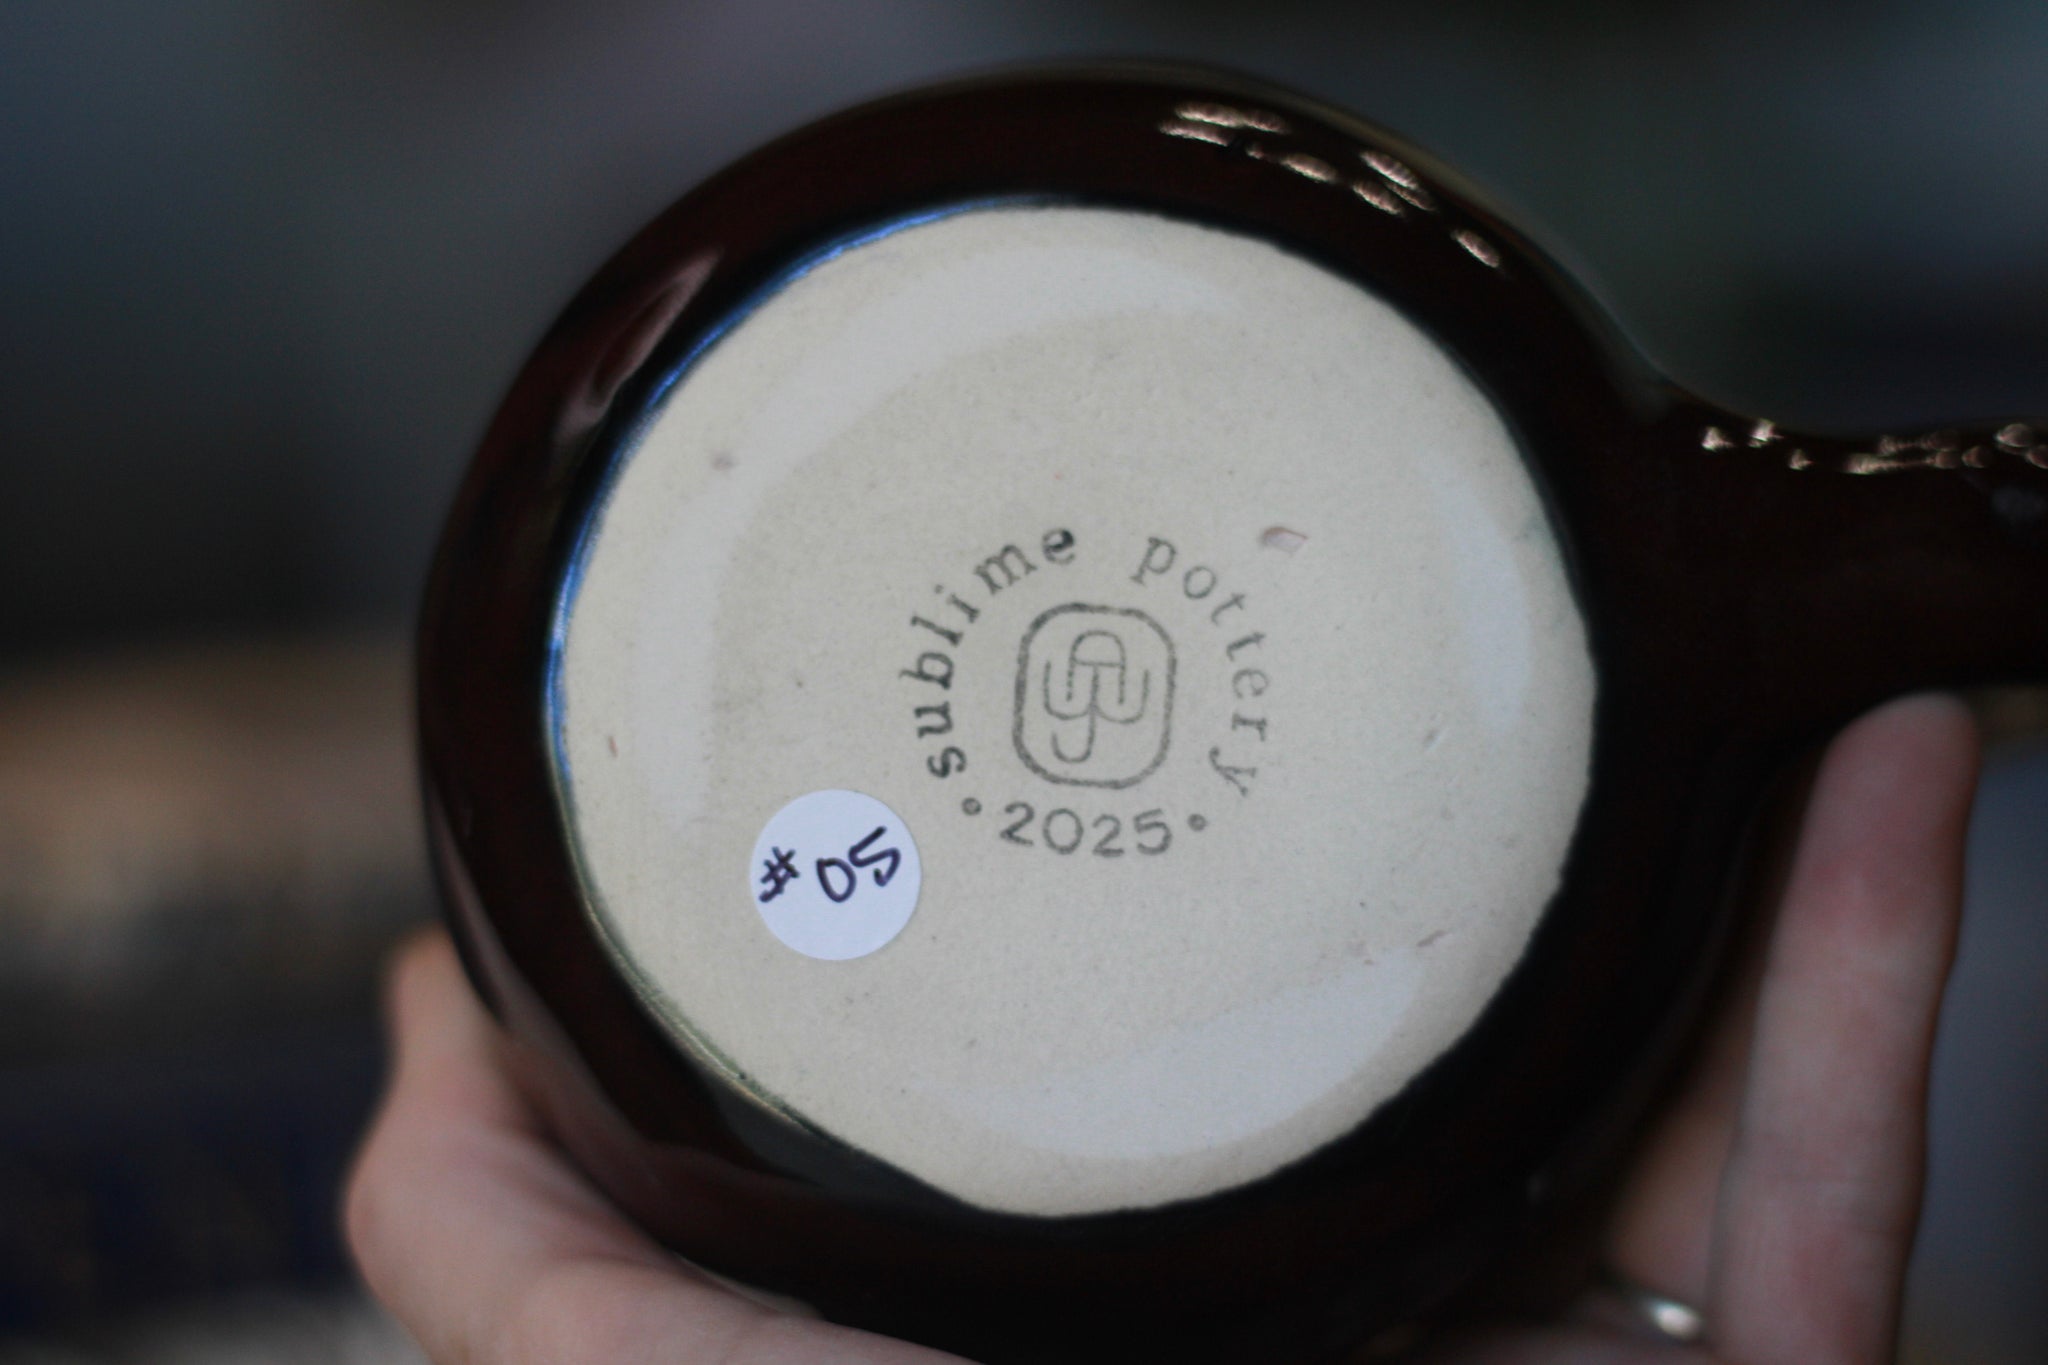 sublime pottery
• 2025 •
# 05